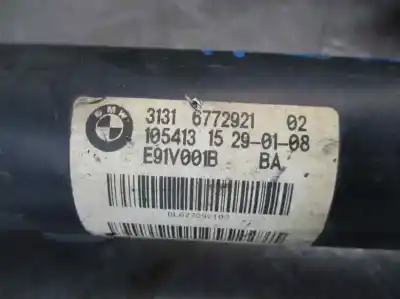 BMW
3131 6772921 02
105413 15 29-01-08
E91V001B BA